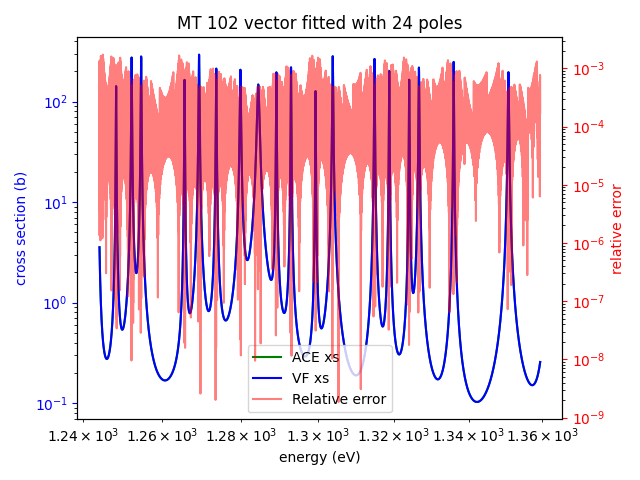 MT 102 vector fitted with 24 poles
cross section (b)
10²
10¹
10⁰
10⁻¹
10⁻³
10⁻⁴
10⁻⁵
10⁻⁶
10⁻⁷
10⁻⁸
10⁻⁹
relative error
ACE xs
VF xs
Relative error
1.24 × 10³ 1.26 × 10³ 1.28 × 10³ 1.3 × 10³ 1.32 × 10³ 1.34 × 10³ 1.36 × 10³
energy (eV)